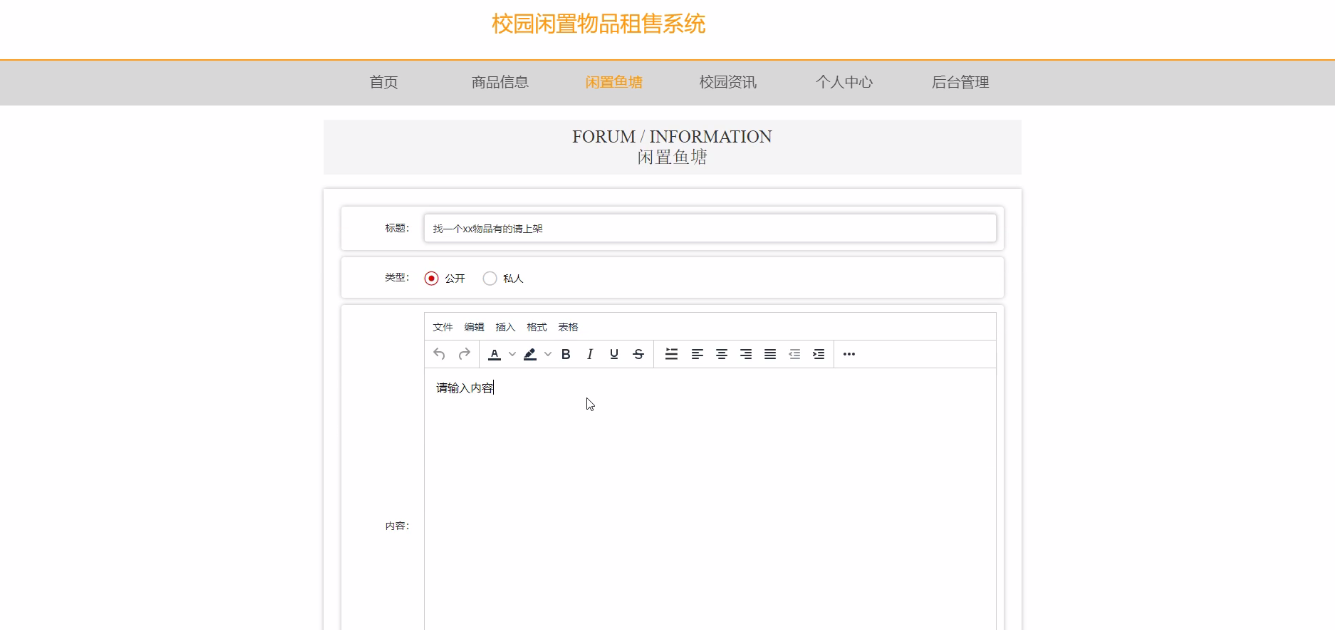 校园闲置物品租售系统
首页 商品信息 闲置鱼塘 校园资讯 个人中心 后台管理
FORUM / INFORMATION
闲置鱼塘
标题: 找一个xx物品有的请上架
类型: 公开 私人
文件 编辑 插入 格式 表格
A B I U S
请输入内容
内容: